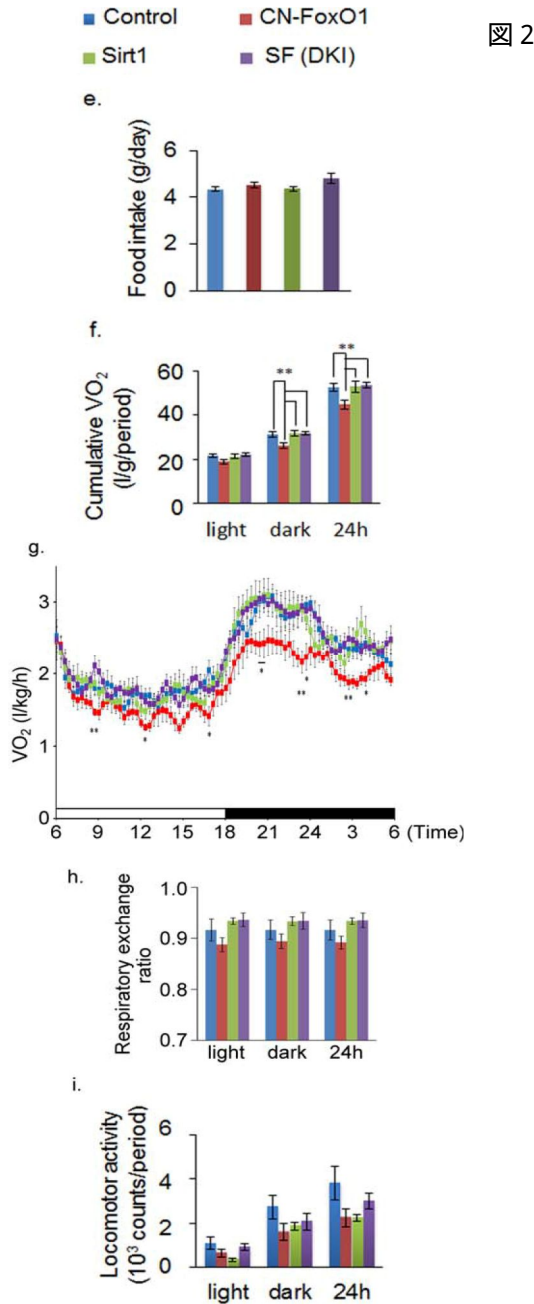 Control CN-FoxO1 図 2
Sirt1 SF (DKI)
e.
Food intake (g/day)
6
4
2
0
f.
Cumulative VO₂
(l/g/period)
60
40
20
0
**
**
light dark 24h
g.
VO₂ (l/kg/h)
3
2
1
0
** * * * ** * ** *
6 9 12 15 18 21 24 3 6 (Time)
h.
Respiratory exchange
ratio
1.0
0.9
0.8
0.7
light dark 24h
i.
Locomotor activity
(10³ counts/period)
6
4
2
0
light dark 24h